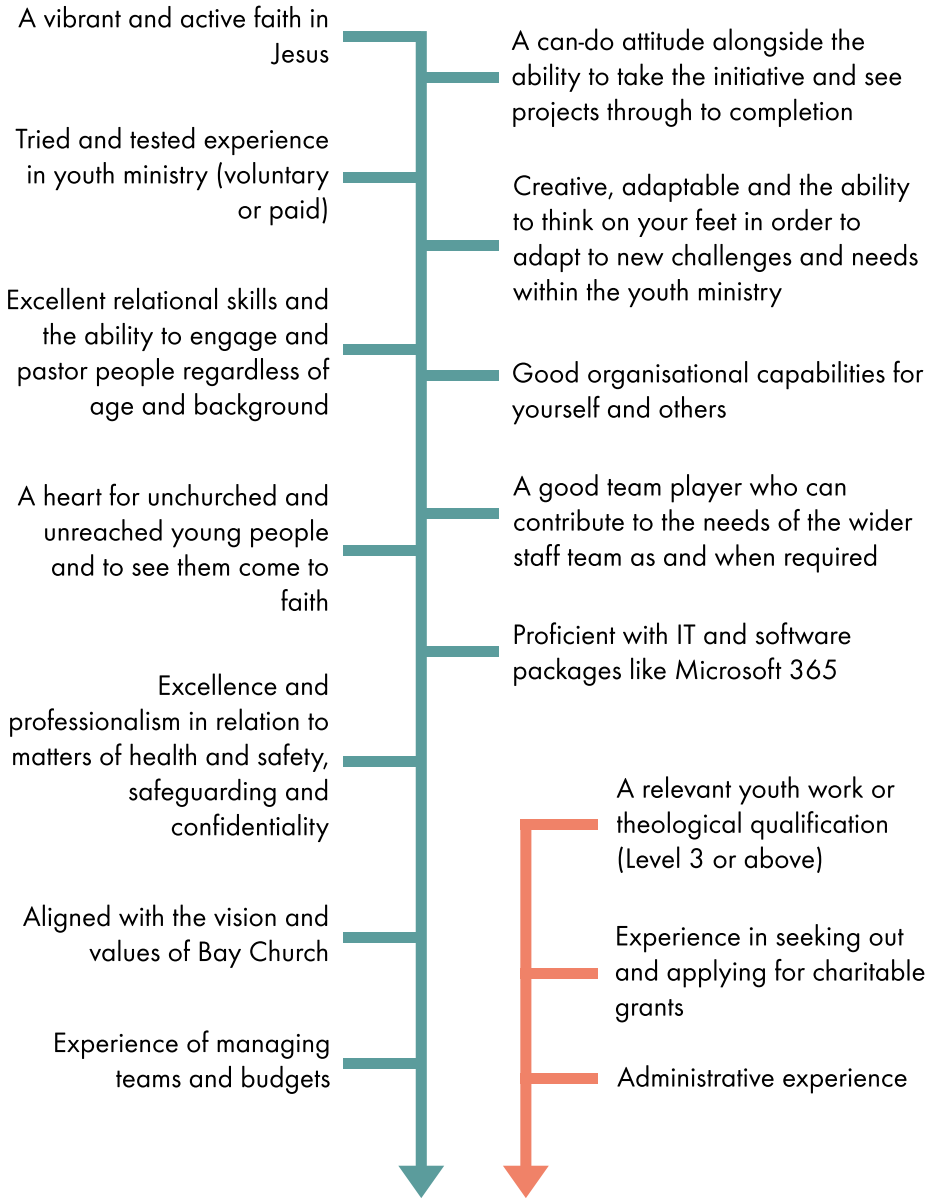 A vibrant and active faith in
Jesus
Tried and tested experience
in youth ministry (voluntary
or paid)
Excellent relational skills and
the ability to engage and
pastor people regardless of
age and background
A heart for unchurched and
unreached young people
and to see them come to
faith
Excellence and
professionalism in relation to
matters of health and safety,
safeguarding and
confidentiality
Aligned with the vision and
values of Bay Church
Experience of managing
teams and budgets
A can-do attitude alongside the
ability to take the initiative and see
projects through to completion
Creative, adaptable and the ability
to think on your feet in order to
adapt to new challenges and needs
within the youth ministry
Good organisational capabilities for
yourself and others
A good team player who can
contribute to the needs of the wider
staff team as and when required
Proficient with IT and software
packages like Microsoft 365
A relevant youth work or
theological qualification
(Level 3 or above)
Experience in seeking out
and applying for charitable
grants
Administrative experience